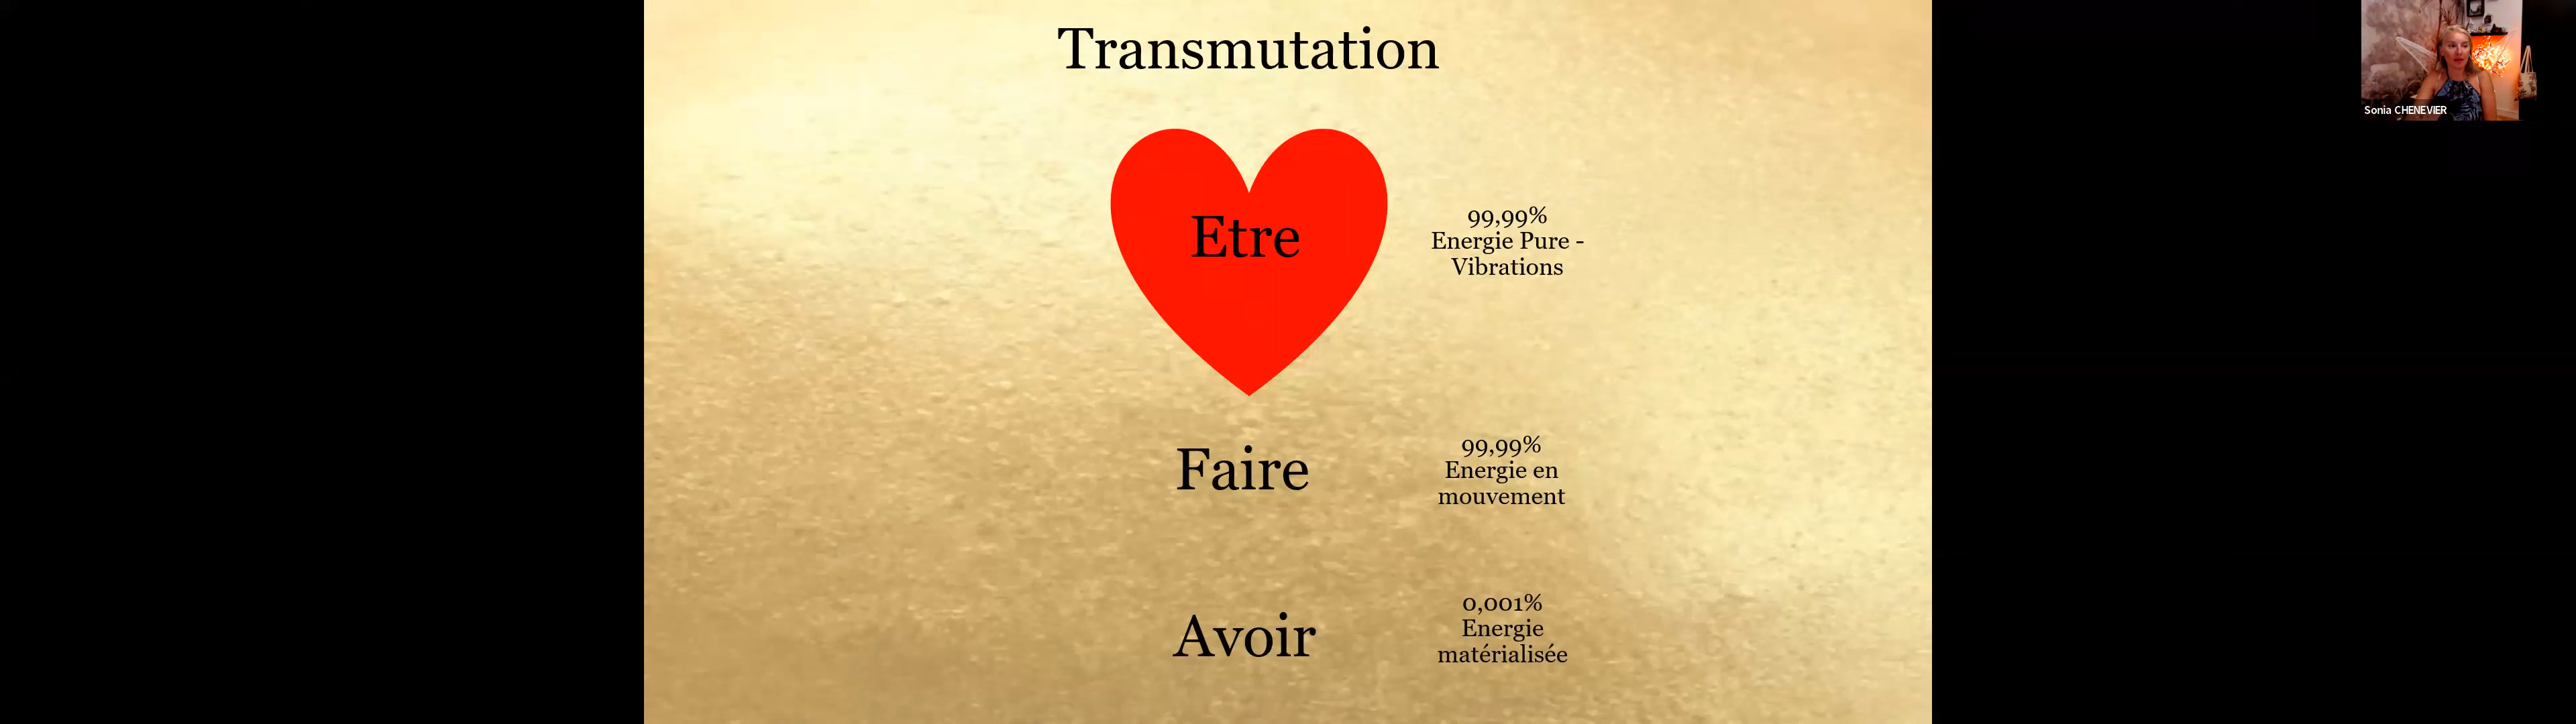 Transmutation
Etre
99,99%
Energie Pure -
Vibrations
Faire
99,99%
Energie en
mouvement
Avoir
0,001%
Energie
matérialisée
Sonia CHENEVIER